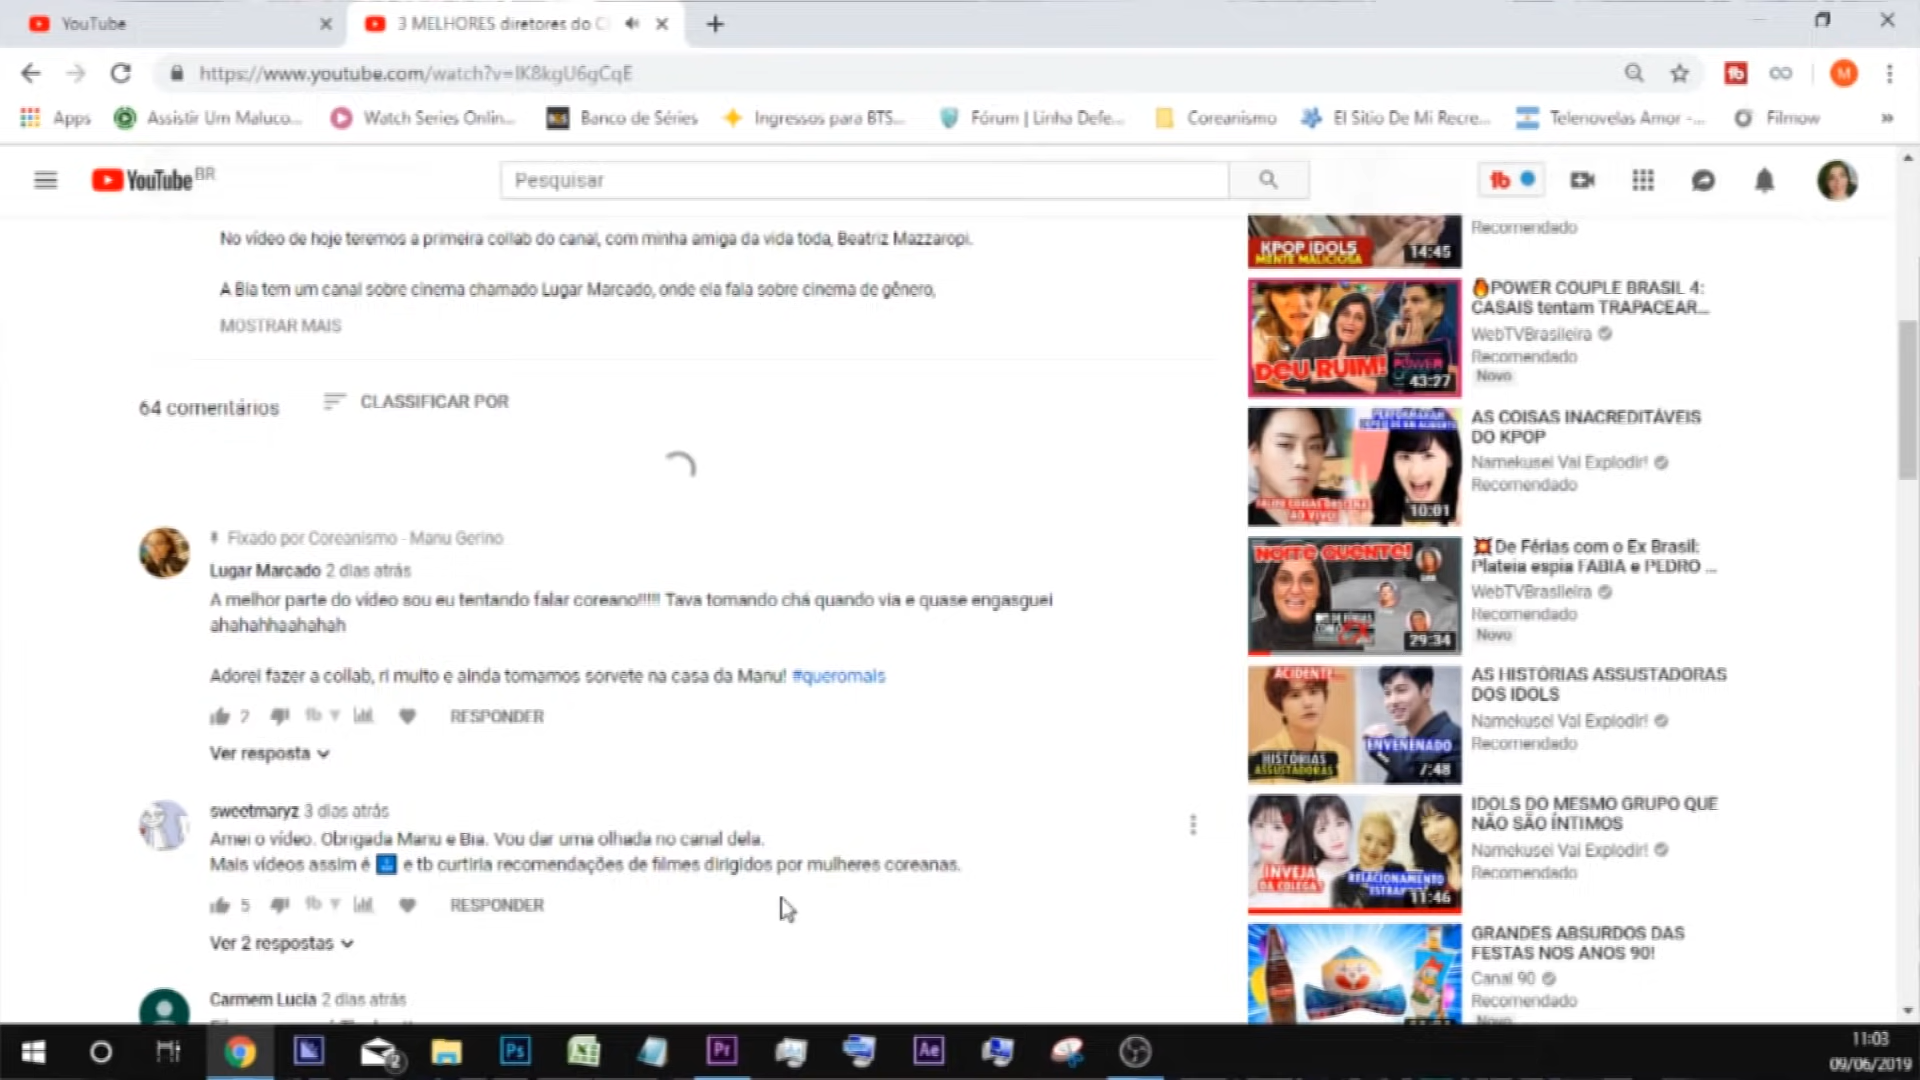 YouTube
3 MELHORES diretores do C
https://www.youtube.com/watch?v=lK8kgU6gCqE
Apps
Assistir Um Maluco...
Watch Series Onlin...
Banco de Séries
Ingressos para BTS...
Fórum | Linha Defe...
Coreanismo
El Sitio De Mi Recre...
Telenovelas Amor -...
Filmow
YouTube BR
Pesquisar
No vídeo de hoje teremos a primeira collab do canal, com minha amiga da vida toda, Beatriz Mazzaropi.
A Bia tem um canal sobre cinema chamado Lugar Marcado, onde ela fala sobre cinema de gênero,
MOSTRAR MAIS
64 comentários
CLASSIFICAR POR
Fixado por Coreanismo - Manu Gerino
Lugar Marcado 2 dias atrás
A melhor parte do vídeo sou eu tentando falar coreano!!!!! Tava tomando chá quando via e quase engasguei
ahahahhaahahah
Adorei fazer a collab, ri muito e ainda tomamos sorvete na casa da Manu! #queromais
2
RESPONDER
Ver resposta
sweetmaryz 3 dias atrás
Amei o vídeo. Obrigada Manu e Bia. Vou dar uma olhada no canal dela.
Mais vídeos assim é e tb curtiria recomendações de filmes dirigidos por mulheres coreanas.
5
RESPONDER
Ver 2 respostas
Carmem Lucia 2 dias atrás
KPOP IDOLS
MENTE MALICIOSA
14:45
Recomendado
DEU RUIM!
POWER
43:27
POWER COUPLE BRASIL 4:
CASAIS tentam TRAPACEAR...
WebTVBrasileira
Recomendado
Novo
AO VIVO!
10:01
AS COISAS INACREDITÁVEIS
DO KPOP
Namekusei Vai Explodir!
Recomendado
NOITE QUENTE!
29:34
De Férias com o Ex Brasil:
Plateia espia FABIA e PEDRO ...
WebTVBrasileira
Recomendado
Novo
ACIDENTE
ENVENENADO
HISTÓRIAS
ASSUSTADORAS
7:48
AS HISTÓRIAS ASSUSTADORAS
DOS IDOLS
Namekusei Vai Explodir!
Recomendado
INVEJA
DA COLEGA?
RELACIONAMENTO
11:46
IDOLS DO MESMO GRUPO QUE
NÃO SÃO ÍNTIMOS
Namekusei Vai Explodir!
Recomendado
GRANDES ABSURDOS DAS
FESTAS NOS ANOS 90!
Canal 90
Recomendado
Novo
Ps
Pr
Ae
11:03
09/06/2019